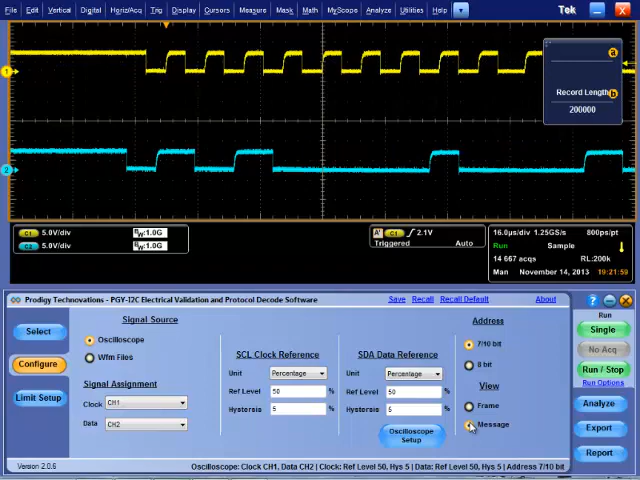 File Edit Vertical Digital Horiz/Acq Trig Display Cursors Measure Mask Math MyScope Analyze Utilities Help Tek
a
Record Length b
200000
1
2
C1 5.0V/div BW:1.0G
C2 5.0V/div BW:1.0G
A' C1 2.1V
Triggered Auto
16.0µs/div 1.25GS/s 800ps/pt
Run Sample
14 667 acqs RL:200k
Man November 14, 2013 19:21:59
Prodigy Technovations - PGY-I2C Electrical Validation and Protocol Decode Software Save Recall Recall Default About ?
Select
Configure
Limit Setup
Signal Source
Oscilloscope
Wfm Files
Signal Assignment
Clock CH1
Data CH2
SCL Clock Reference
Unit Percentage
Ref Level 50 %
Hysterisis 5 %
SDA Data Reference
Unit Percentage
Ref Level 50 %
Hysterisis 5 %
Oscilloscope
Setup
Address
7/10 bit
8 bit
View
Frame
Message
Run
Single
No Acq
Run / Stop
Run Options
Analyze
Export
Report
Version 2.0.6 Oscilloscope: Clock CH1, Data CH2 | Clock: Ref Level 50, Hys 5 | Data: Ref Level 50, Hys 5 | Address 7/10 bit